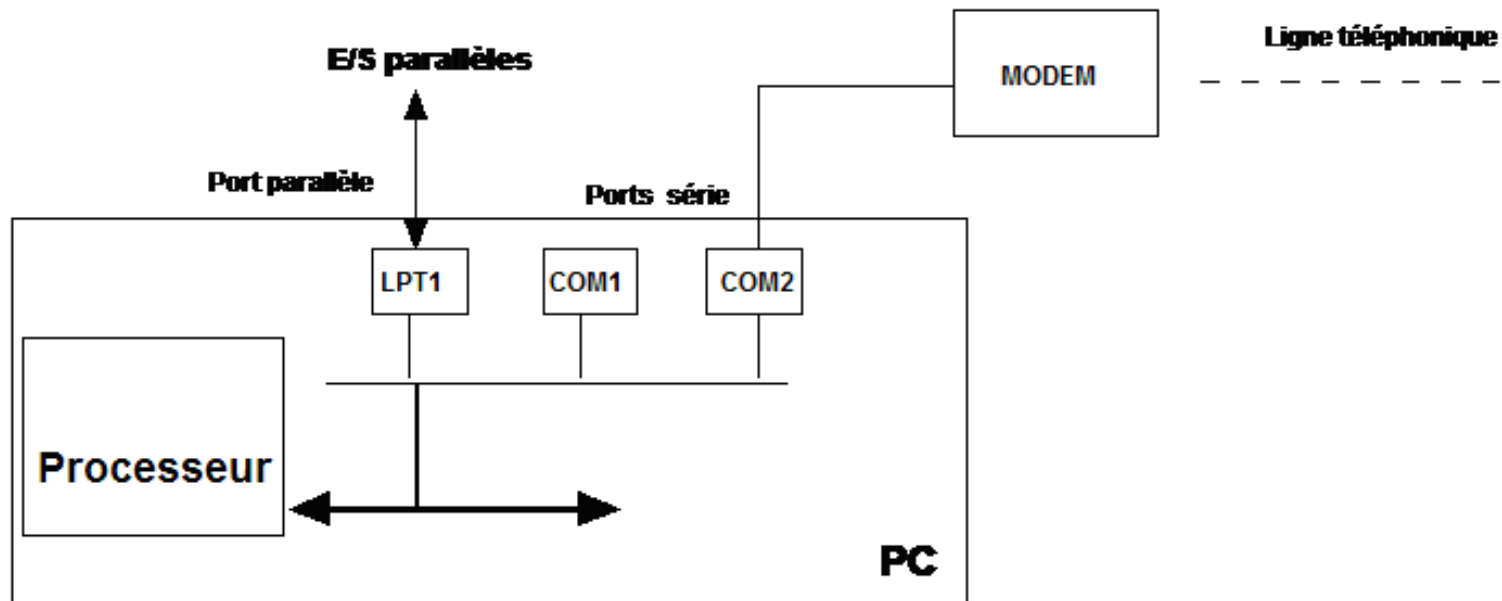 Ligne téléphonique
E/S parallèles
MODEM
Port parallèle
Ports série
LPT1
COM1
COM2
Processeur
PC